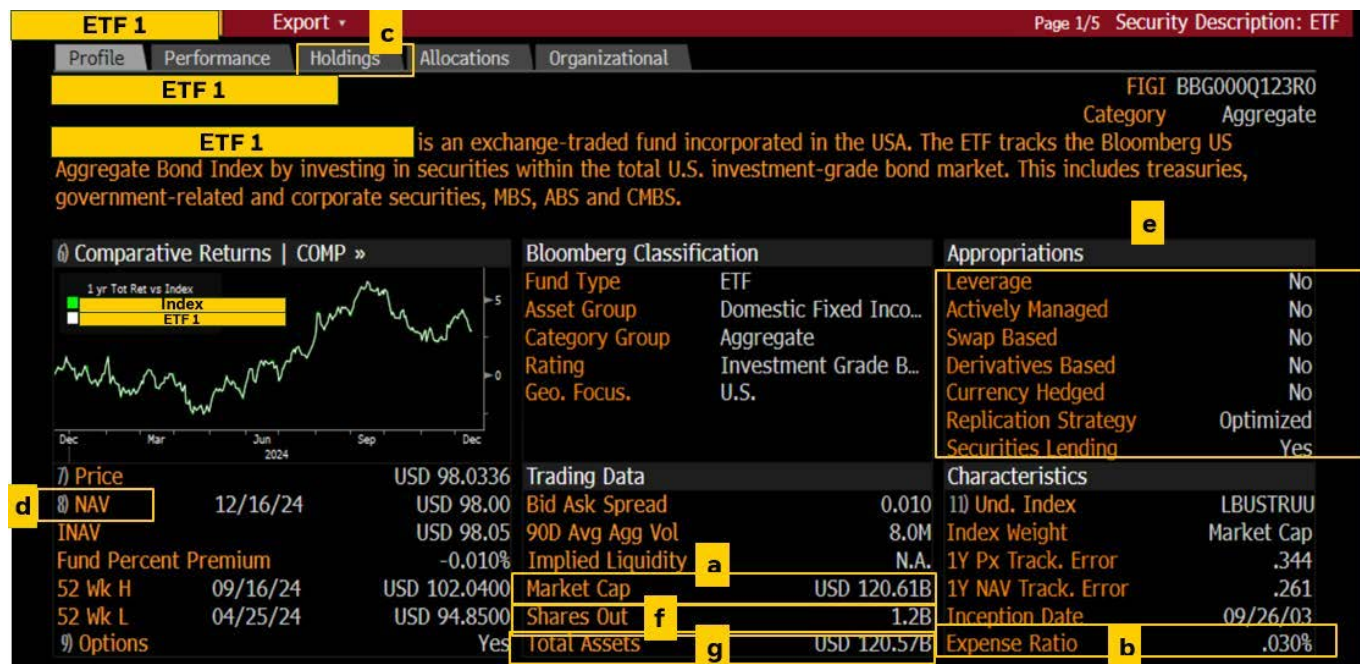 ETF 1 Export ▾ Page 1/5 Security Description: ETF
c
Profile Performance Holdings Allocations Organizational
ETF 1 FIGI BBG000Q123R0
Category Aggregate
ETF 1 is an exchange-traded fund incorporated in the USA. The ETF tracks the Bloomberg US
Aggregate Bond Index by investing in securities within the total U.S. investment-grade bond market. This includes treasuries,
government-related and corporate securities, MBS, ABS and CMBS.
e
6) Comparative Returns | COMP »
1 yr Tot Ret vs Index
Index
ETF 1
5
0
Dec Mar Jun Sep Dec
2024
Bloomberg Classification
Fund Type ETF
Asset Group Domestic Fixed Inco...
Category Group Aggregate
Rating Investment Grade B...
Geo. Focus. U.S.
Appropriations
Leverage No
Actively Managed No
Swap Based No
Derivatives Based No
Currency Hedged No
Replication Strategy Optimized
Securities Lending Yes
7) Price USD 98.0336
d 8) NAV 12/16/24 USD 98.00
INAV USD 98.05
Fund Percent Premium -0.010%
52 Wk H 09/16/24 USD 102.0400
52 Wk L 04/25/24 USD 94.8500
9) Options Yes
Trading Data
Bid Ask Spread 0.010
90D Avg Agg Vol 8.0M
Implied Liquidity N.A.
a
Market Cap USD 120.61B
Shares Out f 1.2B
Total Assets g USD 120.57B
Characteristics
11) Und. Index LBUSTRUU
Index Weight Market Cap
1Y Px Track. Error .344
1Y NAV Track. Error .261
Inception Date 09/26/03
Expense Ratio b .030%